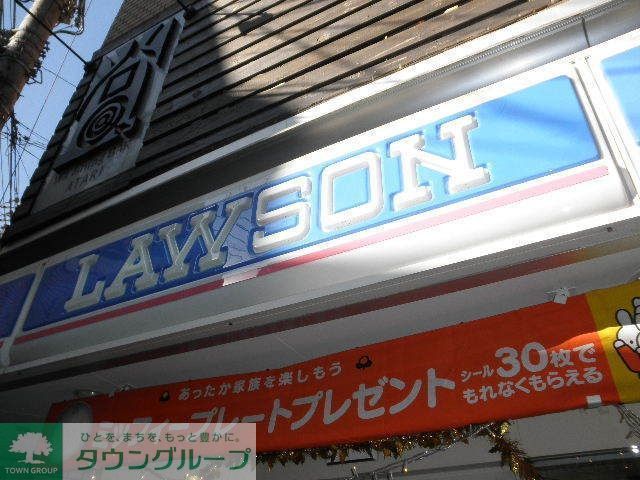 LAWSON
あったか家族を楽しもう
プレートプレゼント
シール30枚で
もれなくもらえる
ひとを、まちを、もっと豊かに。
タウングループ
TOWN GROUP